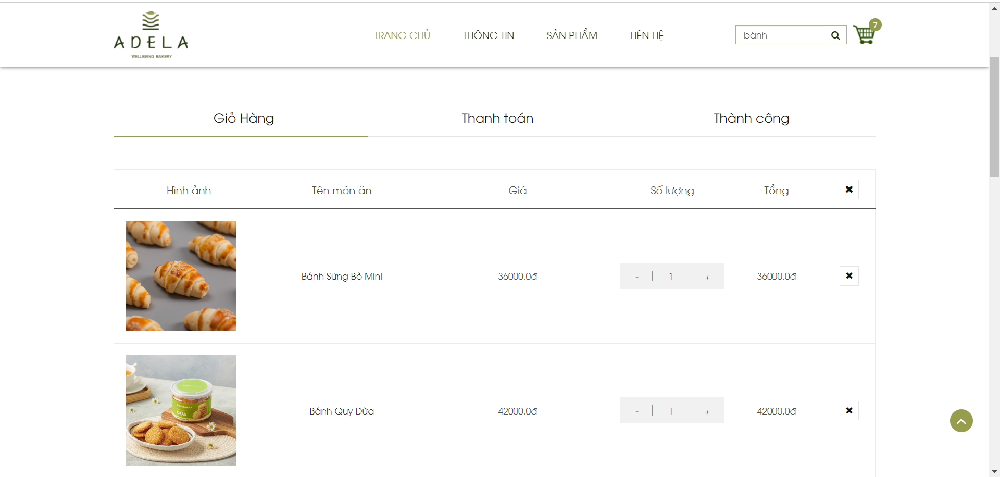 ADELA
WELLBEING BAKERY
TRANG CHỦ THÔNG TIN SẢN PHẨM LIÊN HỆ
bánh
7
Giỏ Hàng Thanh toán Thành công
Hình ảnh Tên món ăn Giá Số lượng Tổng
Bánh Sừng Bò Mini 36000.0đ - 1 + 36000.0đ
DỪA
Bánh Quy Dừa 42000.0đ - 1 + 42000.0đ